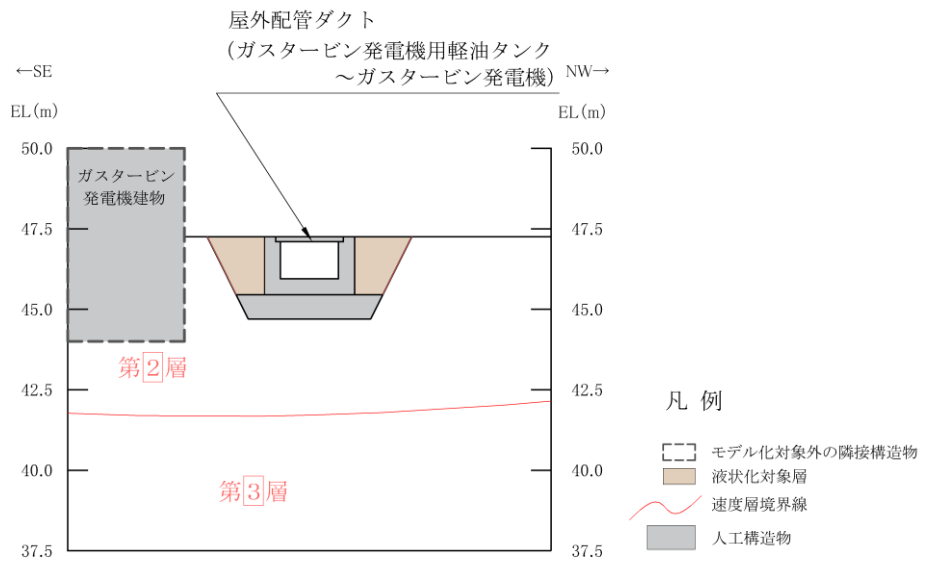 屋外配管ダクト
(ガスタービン発電機用軽油タンク
～ガスタービン発電機)
←SE
NW→
EL(m)
EL(m)
50.0
50.0
ガスタービン
発電機建物
47.5
47.5
45.0
45.0
第2層
42.5
42.5
凡 例
モデル化対象外の隣接構造物
40.0
40.0
液状化対象層
第3層
速度層境界線
人工構造物
37.5
37.5